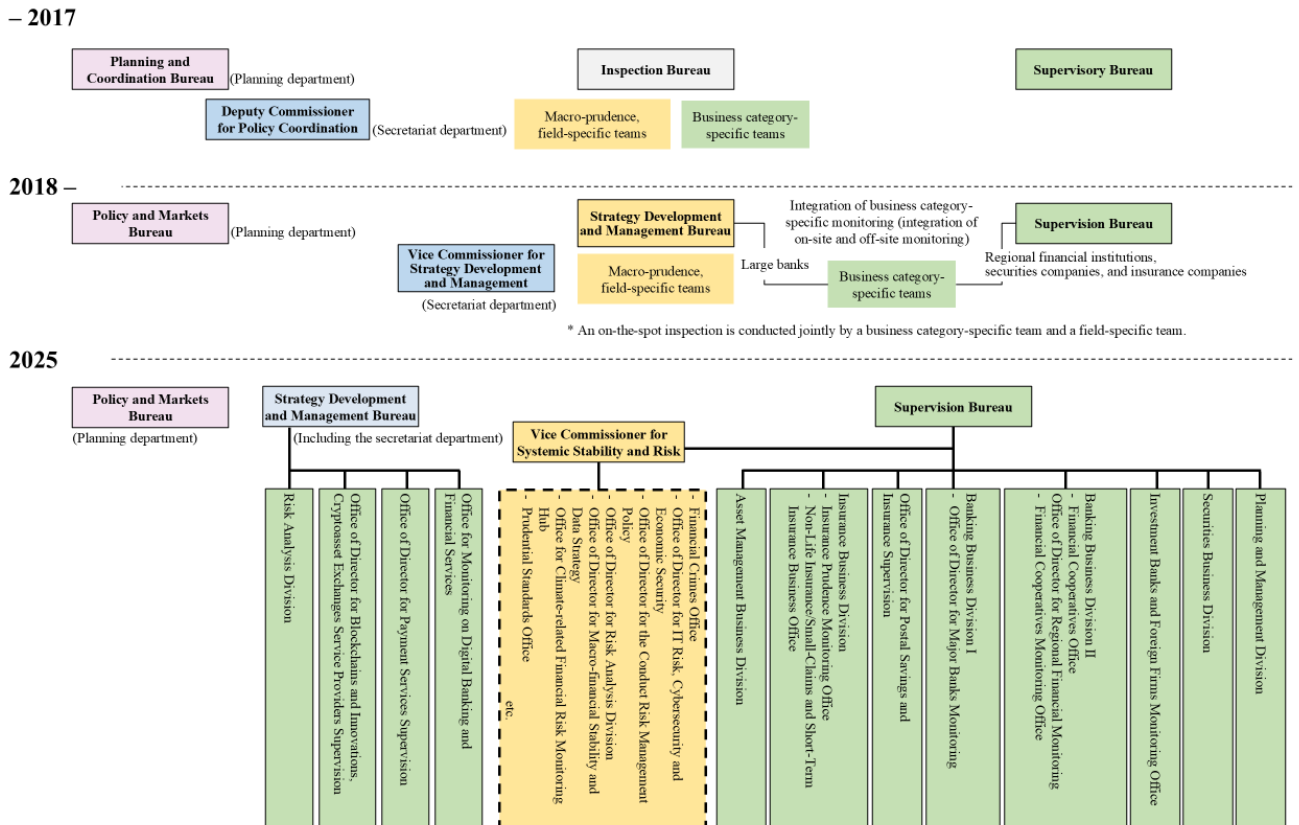 – 2017
Planning and
Coordination Bureau
(Planning department)
Inspection Bureau
Supervisory Bureau
Deputy Commissioner
for Policy Coordination
(Secretariat department)
Macro-prudence,
field-specific teams
Business category-
specific teams
2018 –
Policy and Markets
Bureau
(Planning department)
Strategy Development
and Management Bureau
Integration of business category-
specific monitoring (integration of
on-site and off-site monitoring)
Supervision Bureau
Vice Commissioner for
Strategy Development
and Management
(Secretariat department)
Macro-prudence,
field-specific teams
Large banks
Business category-
specific teams
Regional financial institutions,
securities companies, and insurance companies
* An on-the-spot inspection is conducted jointly by a business category-specific team and a field-specific team.
2025
Policy and Markets
Bureau
(Planning department)
Strategy Development
and Management Bureau
(Including the secretariat department)
Vice Commissioner for
Systemic Stability and Risk
Supervision Bureau
Risk Analysis Division
Office of Director for Blockchains and Innovations,
Cryptoasset Exchanges Service Providers Supervision
Office of Director for Payment Services Supervision
Office for Monitoring on Digital Banking and
Financial Services
- Financial Crimes Office
- Office of Director for IT Risk, Cybersecurity and
Economic Security
- Office of Director for the Conduct Risk Management
Policy
- Office of Director for Risk Analysis Division
- Office of Director for Macro-financial Stability and
Data Strategy
- Office for Climate-related Financial Risk Monitoring
Hub
- Prudential Standards Office
etc.
Asset Management Business Division
Insurance Business Division
- Insurance Prudence Monitoring Office
- Non-Life Insurance/Small-Claims and Short-Term
Insurance Business Office
Office of Director for Postal Savings and
Insurance Supervision
Banking Business Division I
- Office of Director for Major Banks Monitoring
Banking Business Division II
- Financial Cooperatives Office
Office of Director for Regional Financial Monitoring
- Financial Cooperatives Monitoring Office
Investment Banks and Foreign Firms Monitoring Office
Securities Business Division
Planning and Management Division